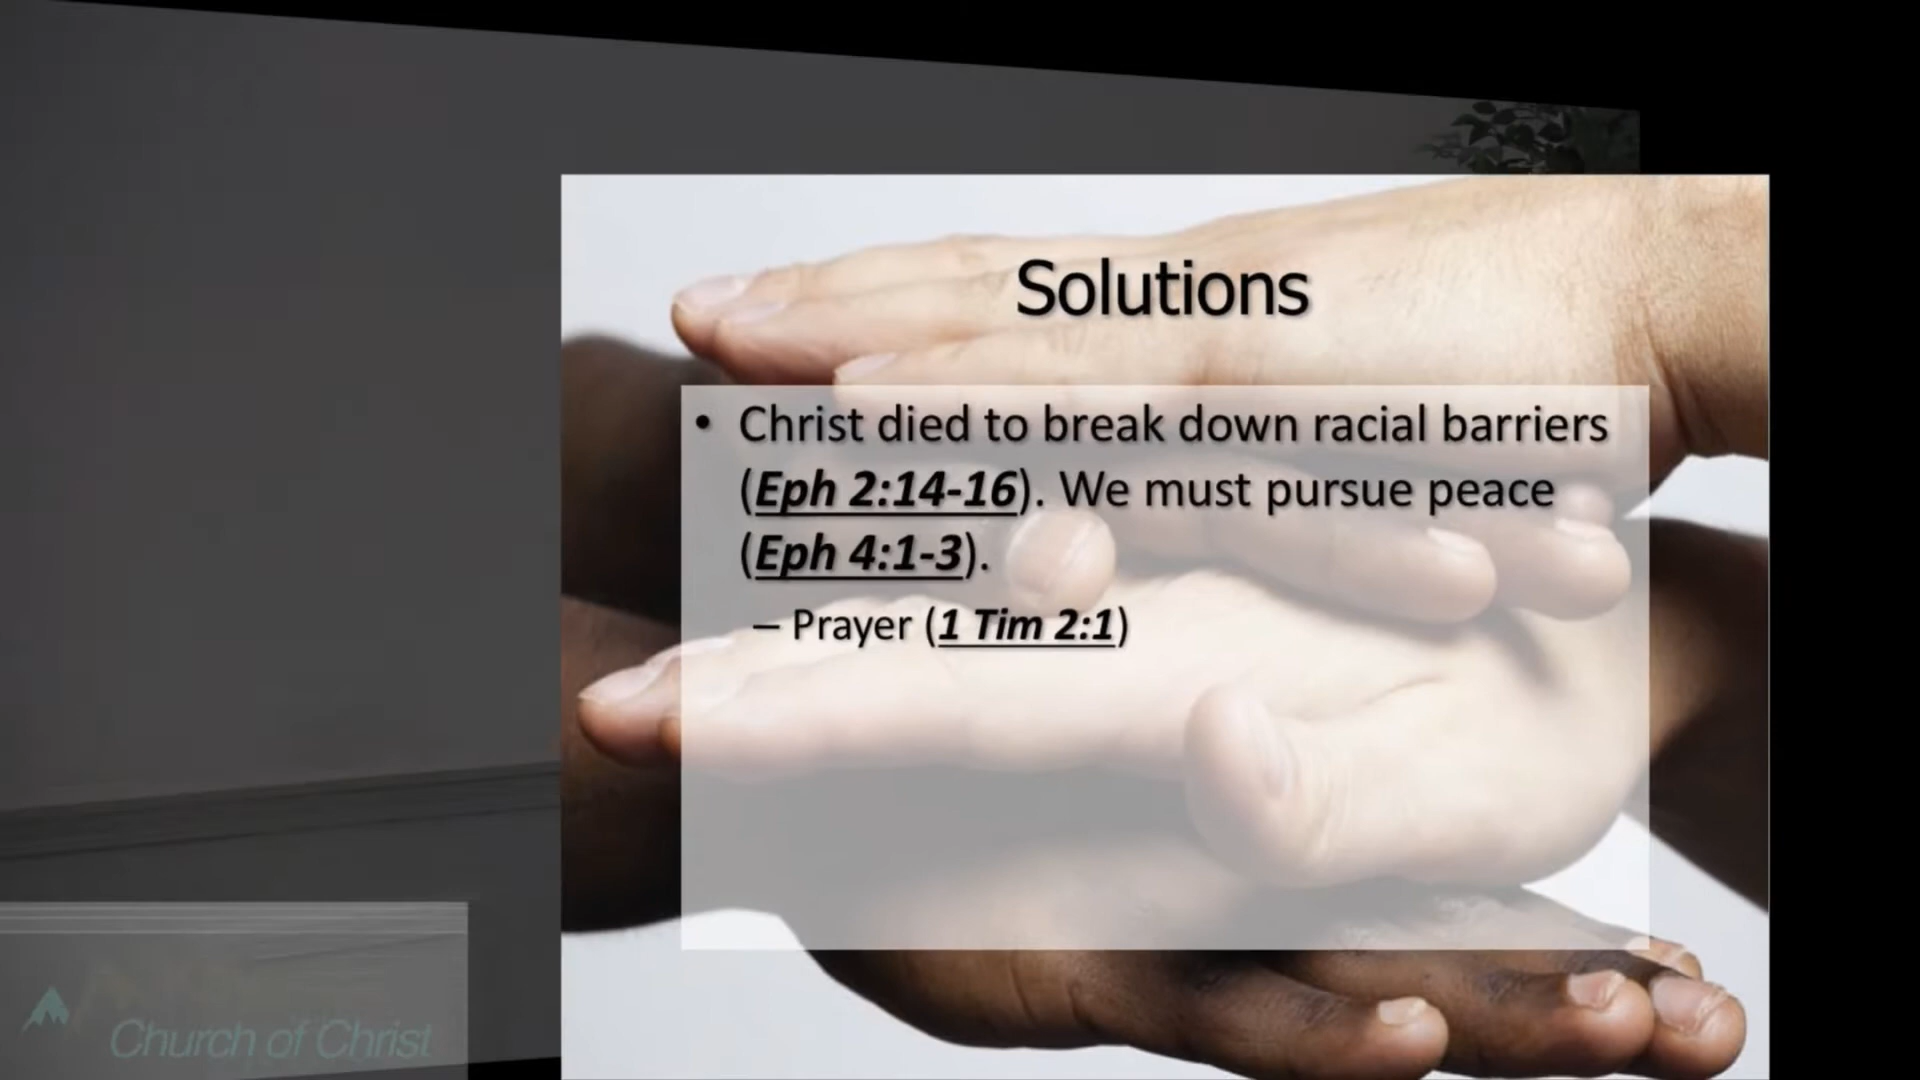 Solutions
• Christ died to break down racial barriers
(Eph 2:14-16). We must pursue peace
(Eph 4:1-3).
– Prayer (1 Tim 2:1)
Church of Christ